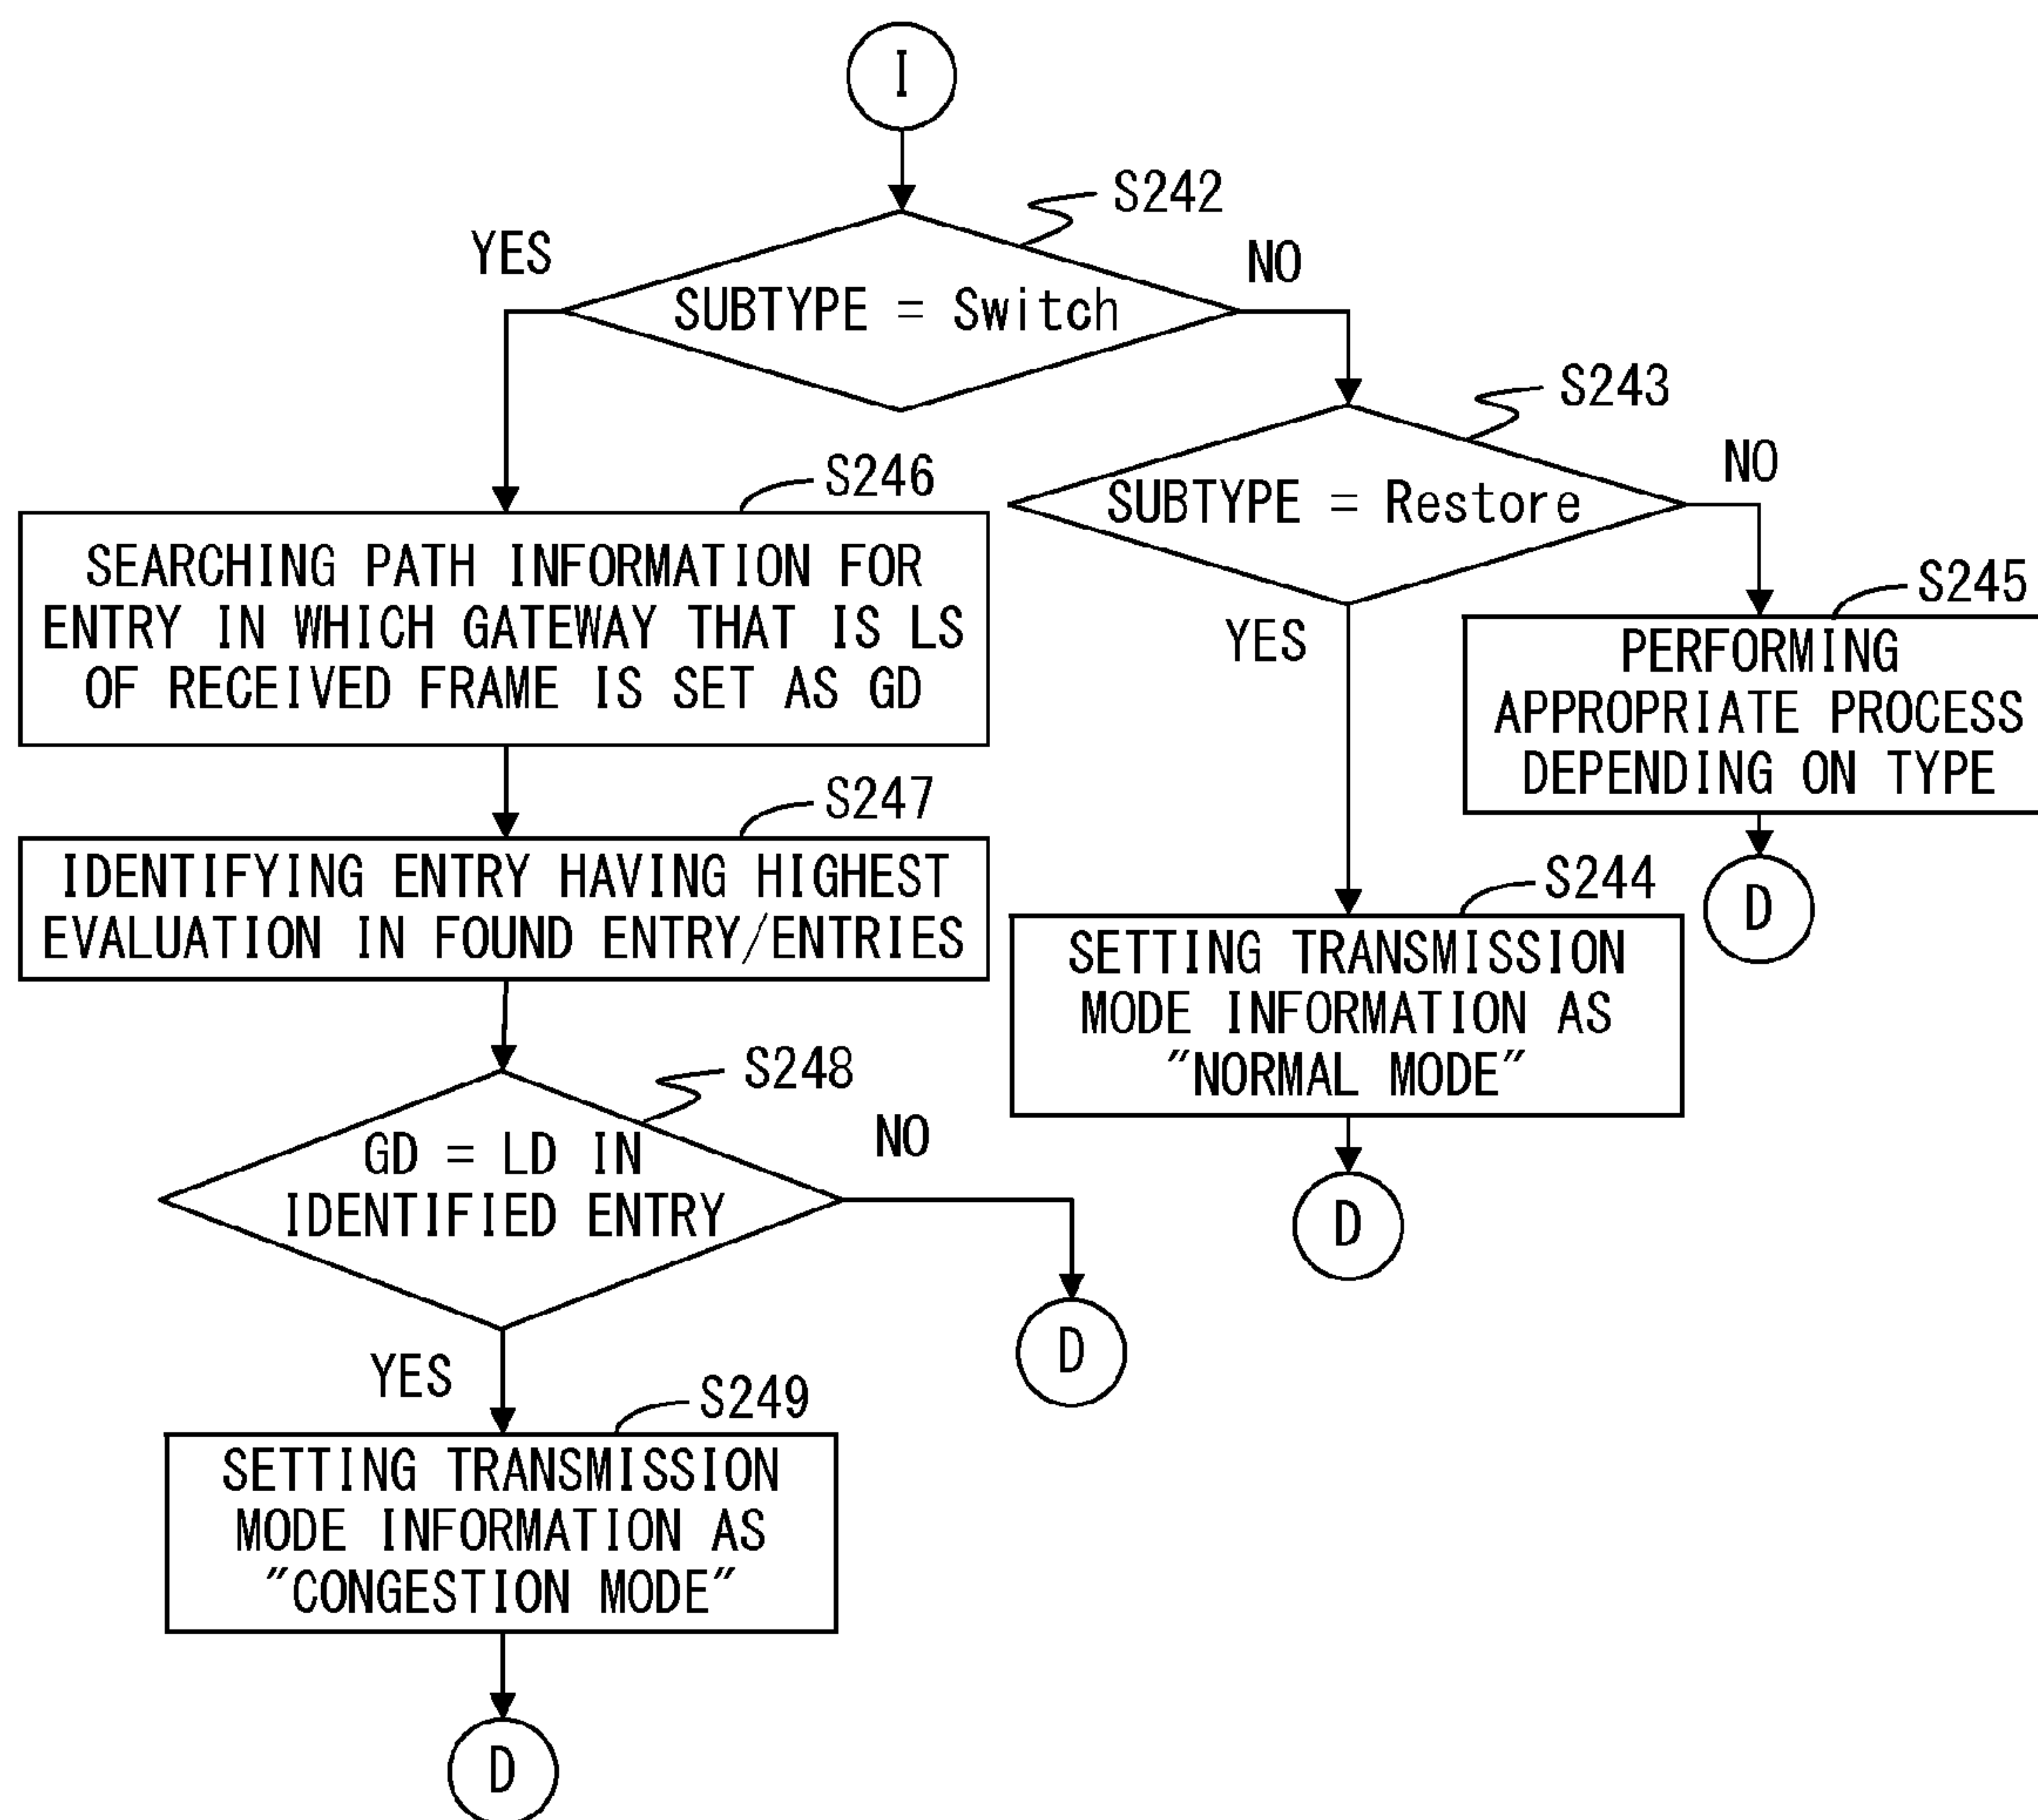 I
S242
YES
NO
SUBTYPE = Switch
S243
NO
SUBTYPE = Restore
YES
S246
SEARCHING PATH INFORMATION FOR
ENTRY IN WHICH GATEWAY THAT IS LS
OF RECEIVED FRAME IS SET AS GD
S245
PERFORMING
APPROPRIATE PROCESS
DEPENDING ON TYPE
D
S247
IDENTIFYING ENTRY HAVING HIGHEST
EVALUATION IN FOUND ENTRY/ENTRIES
S244
SETTING TRANSMISSION
MODE INFORMATION AS
"NORMAL MODE"
D
S248
GD = LD IN
IDENTIFIED ENTRY
NO
D
YES
S249
SETTING TRANSMISSION
MODE INFORMATION AS
"CONGESTION MODE"
D